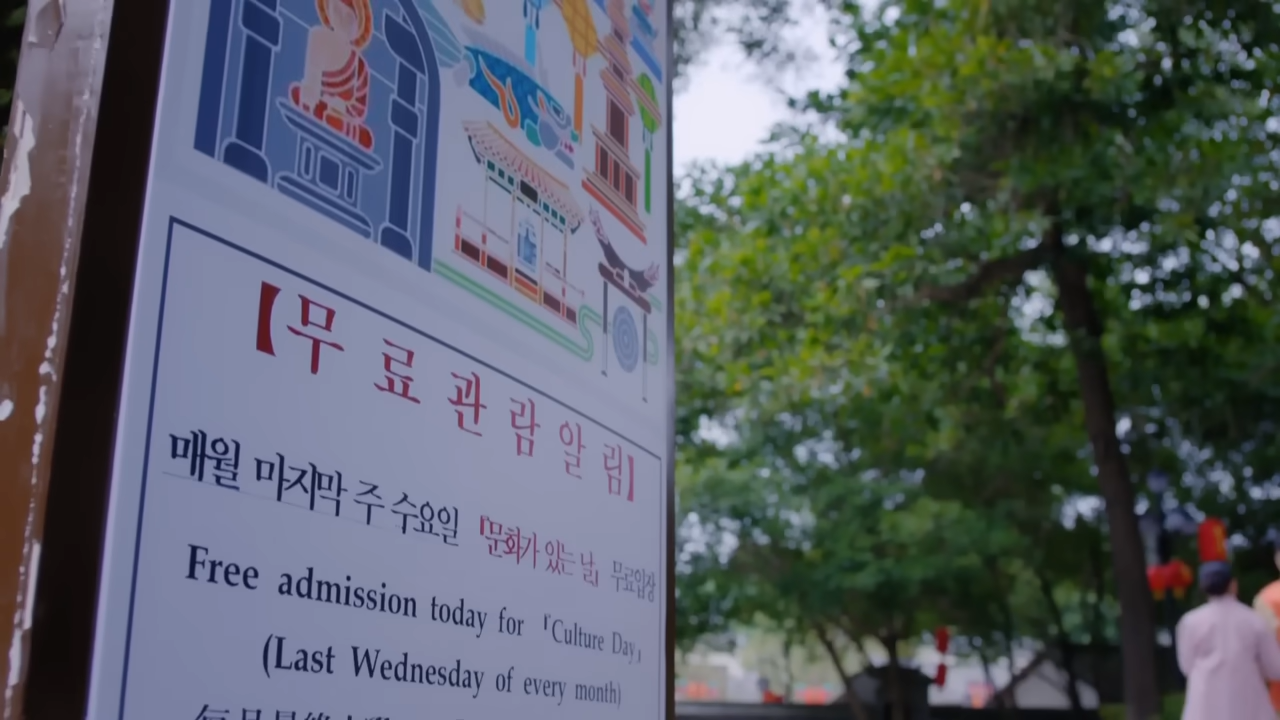 【무료관람알림】
매월 마지막 주 수요일 『문화가 있는 날』 무료입장
Free admission today for 『Culture Day』
(Last Wednesday of every month)